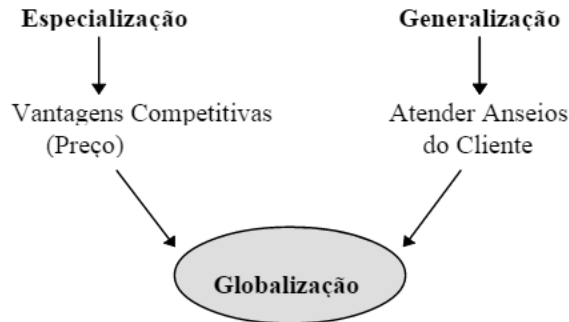 Especialização
Generalização
Vantagens Competitivas
(Preço)
Atender Anseios
do Cliente
Globalização